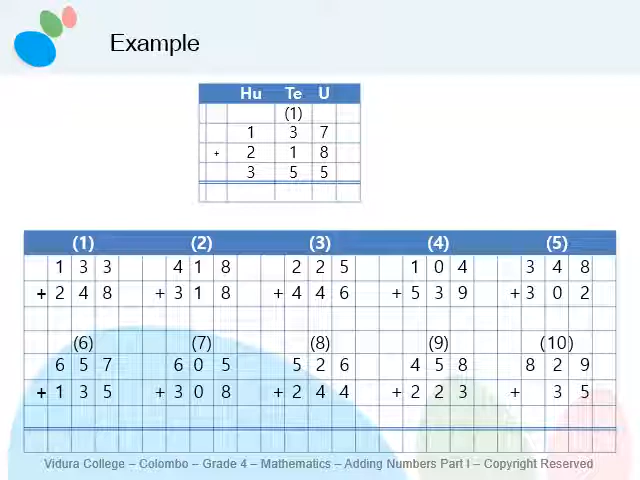 Example
Hu Te U
(1)
1 3 7
+ 2 1 8
3 5 5
(1) (2) (3) (4) (5)
1 3 3 4 1 8 2 2 5 1 0 4 3 4 8
+ 2 4 8 + 3 1 8 + 4 4 6 + 5 3 9 + 3 0 2
(6) (7) (8) (9) (10)
6 5 7 6 0 5 5 2 6 4 5 8 8 2 9
+ 1 3 5 + 3 0 8 + 2 4 4 + 2 2 3 + 3 5
Vidura College – Colombo – Grade 4 – Mathematics – Adding Numbers Part I – Copyright Reserved